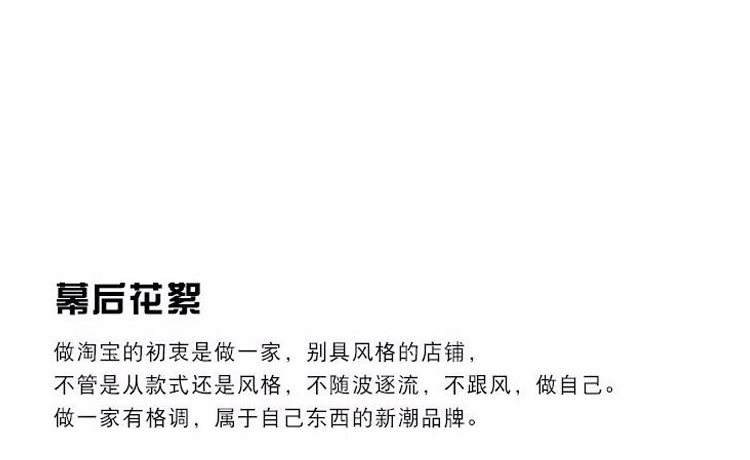 幕后花絮
做淘宝的初衷是做一家，别具风格的店铺，
不管是从款式还是风格，不随波逐流，不跟风，做自己。
做一家有格调，属于自己东西的新潮品牌。